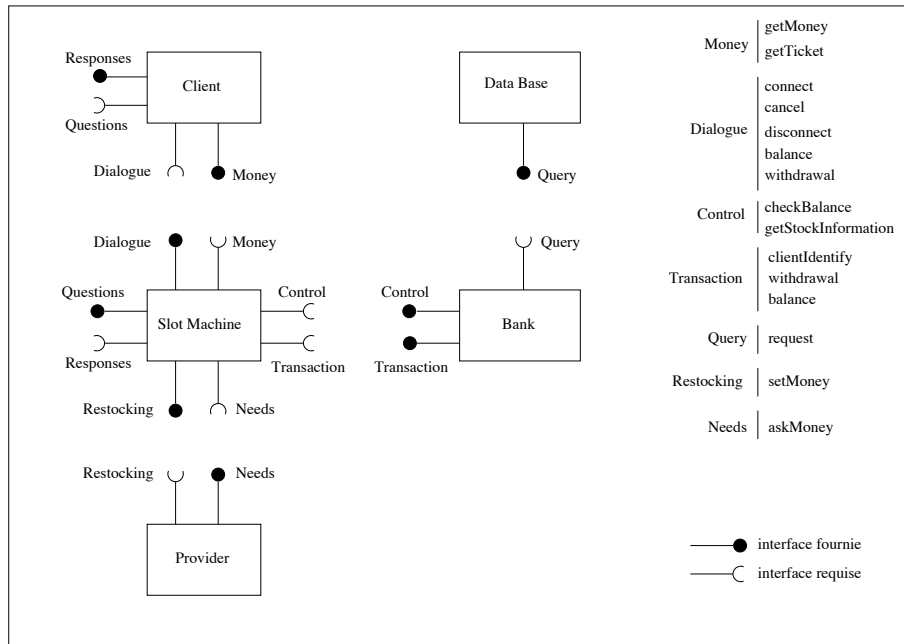 Responses
Client
Questions
Dialogue
Money
Data Base
Query
Dialogue
Money
Questions
Control
Slot Machine
Responses
Transaction
Restocking
Needs
Query
Control
Bank
Transaction
Restocking
Needs
Provider
Money
getMoney
getTicket
Dialogue
connect
cancel
disconnect
balance
withdrawal
Control
checkBalance
getStockInformation
Transaction
clientIdentify
withdrawal
balance
Query
request
Restocking
setMoney
Needs
askMoney
interface fournie
interface requise